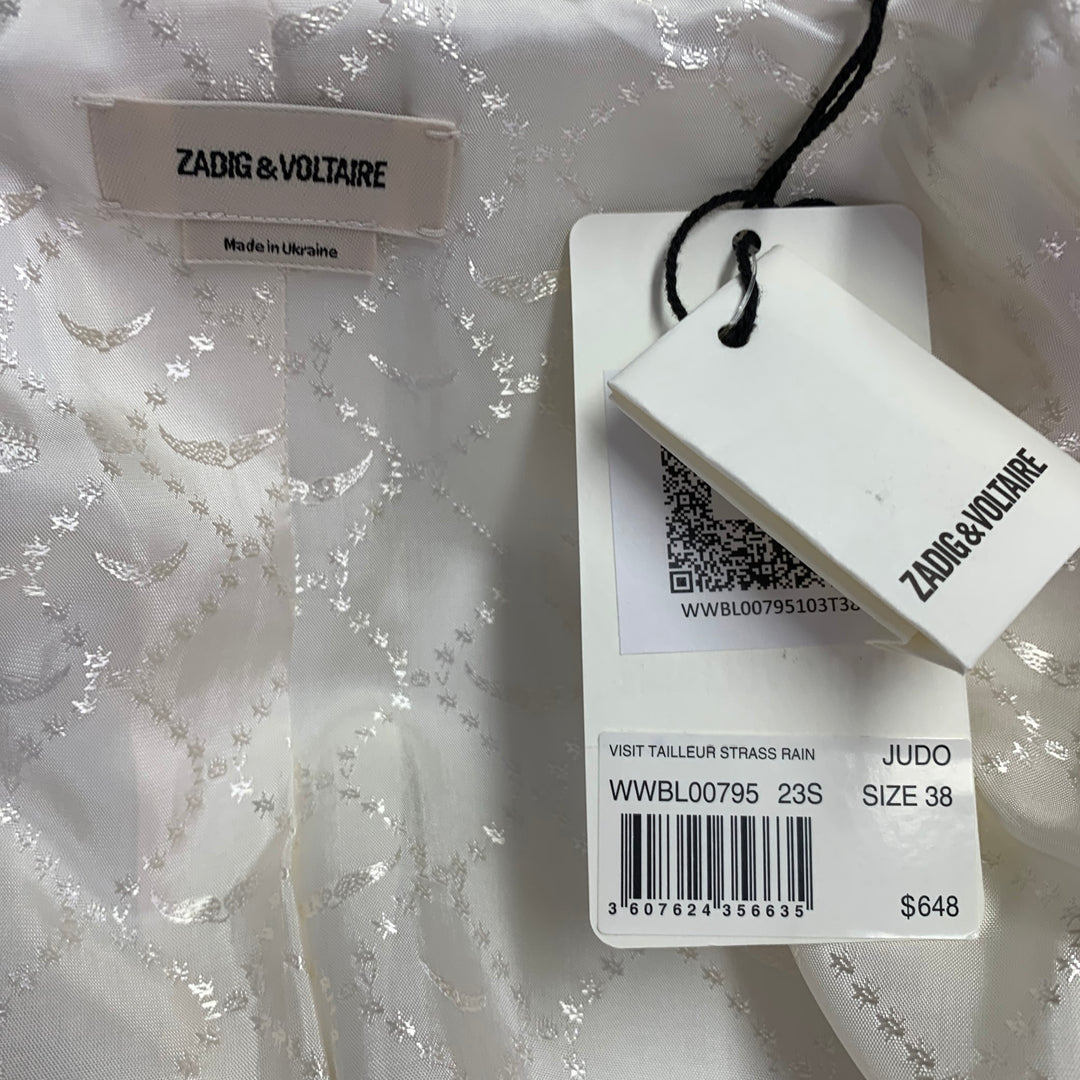 ZADIG & VOLTAIRE
Made in Ukraine
ZADIG & VOLTAIRE
WWBL00795103T38
VISIT TAILLEUR STRASS RAIN JUDO
WWBL00795 23S SIZE 38
3 607624 356635
$648